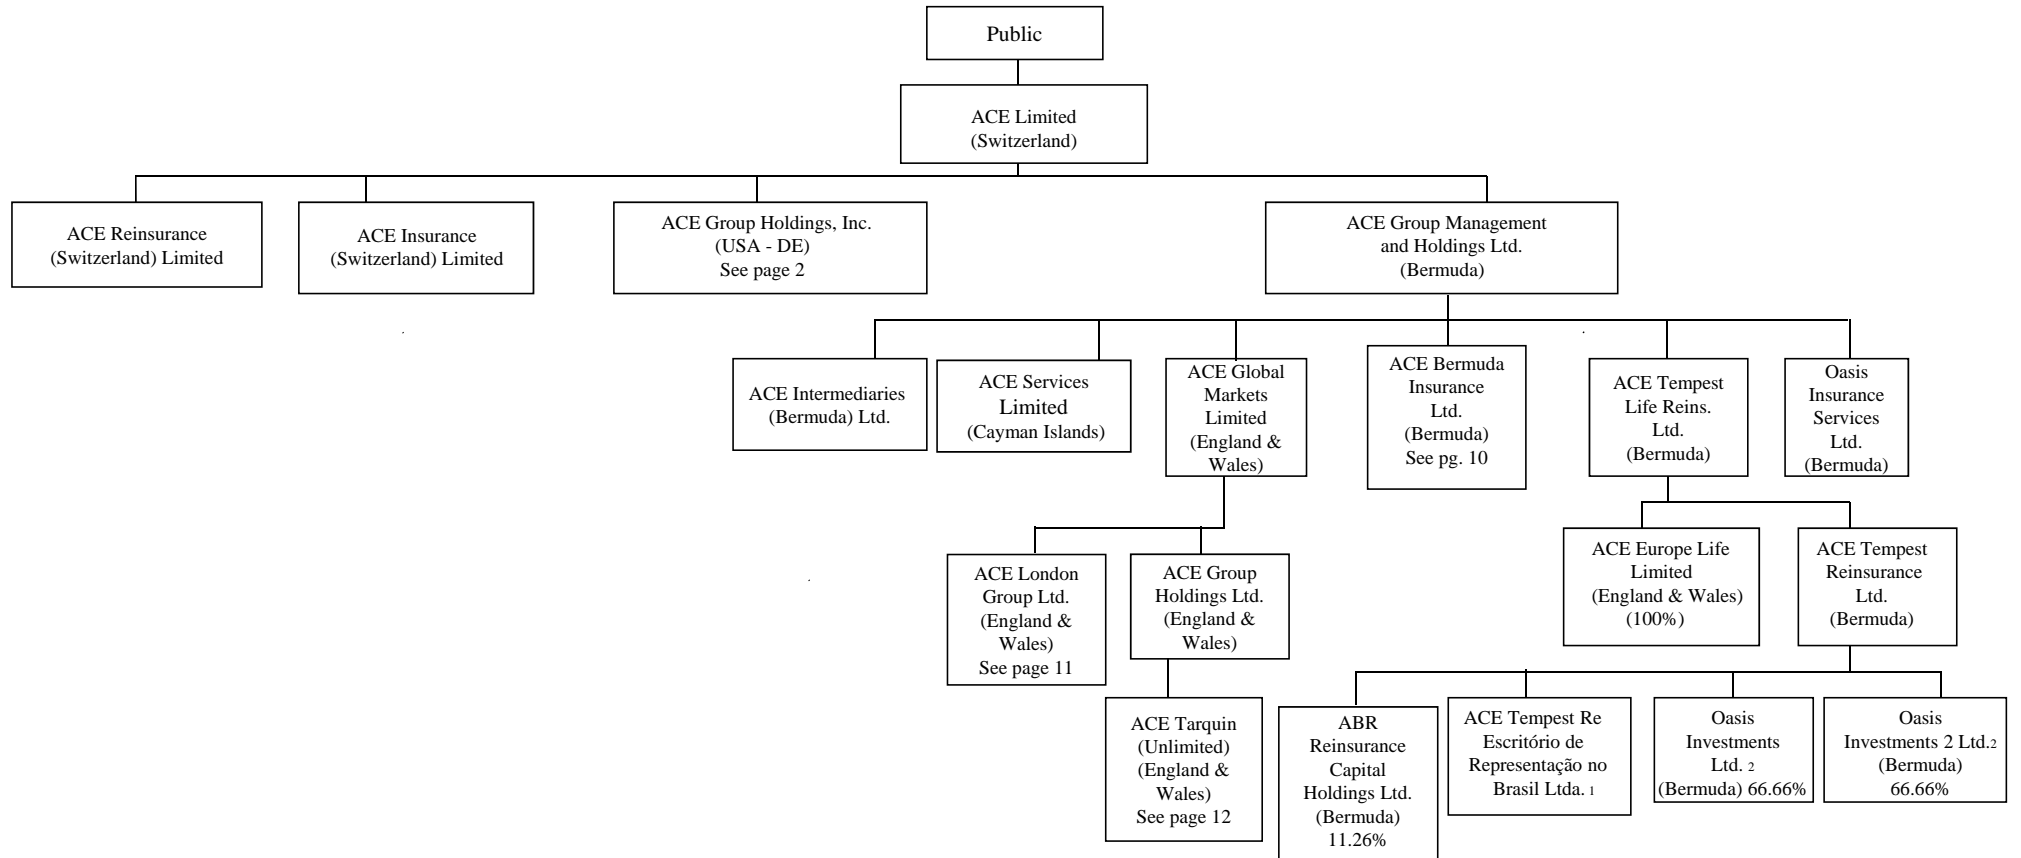 Public
ACE Limited
(Switzerland)
ACE Reinsurance
(Switzerland) Limited
ACE Insurance
(Switzerland) Limited
ACE Group Holdings, Inc.
(USA - DE)
See page 2
ACE Group Management
and Holdings Ltd.
(Bermuda)
ACE Intermediaries
(Bermuda) Ltd.
ACE Services
Limited
(Cayman Islands)
ACE Global
Markets
Limited
(England &
Wales)
ACE Bermuda
Insurance
Ltd.
(Bermuda)
See pg. 10
ACE Tempest
Life Reins.
Ltd.
(Bermuda)
Oasis
Insurance
Services
Ltd.
(Bermuda)
ACE London
Group Ltd.
(England &
Wales)
See page 11
ACE Group
Holdings Ltd.
(England &
Wales)
ACE Europe Life
Limited
(England & Wales)
(100%)
ACE Tempest
Reinsurance
Ltd.
(Bermuda)
ACE Tarquin
(Unlimited)
(England &
Wales)
See page 12
ABR
Reinsurance
Capital
Holdings Ltd.
(Bermuda)
11.26%
ACE Tempest Re
Escritório de
Representação no
Brasil Ltda. 1
Oasis
Investments
Ltd. 2
(Bermuda) 66.66%
Oasis
Investments 2 Ltd.2
(Bermuda)
66.66%